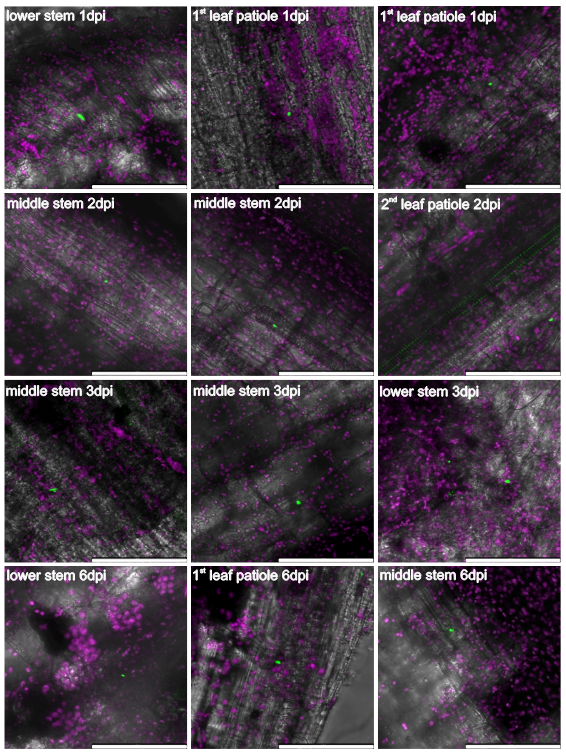 lower stem 1dpi
1st leaf patiole 1dpi
1st leaf patiole 1dpi
middle stem 2dpi
middle stem 2dpi
2nd leaf patiole 2dpi
middle stem 3dpi
middle stem 3dpi
lower stem 3dpi
lower stem 6dpi
1st leaf patiole 6dpi
middle stem 6dpi